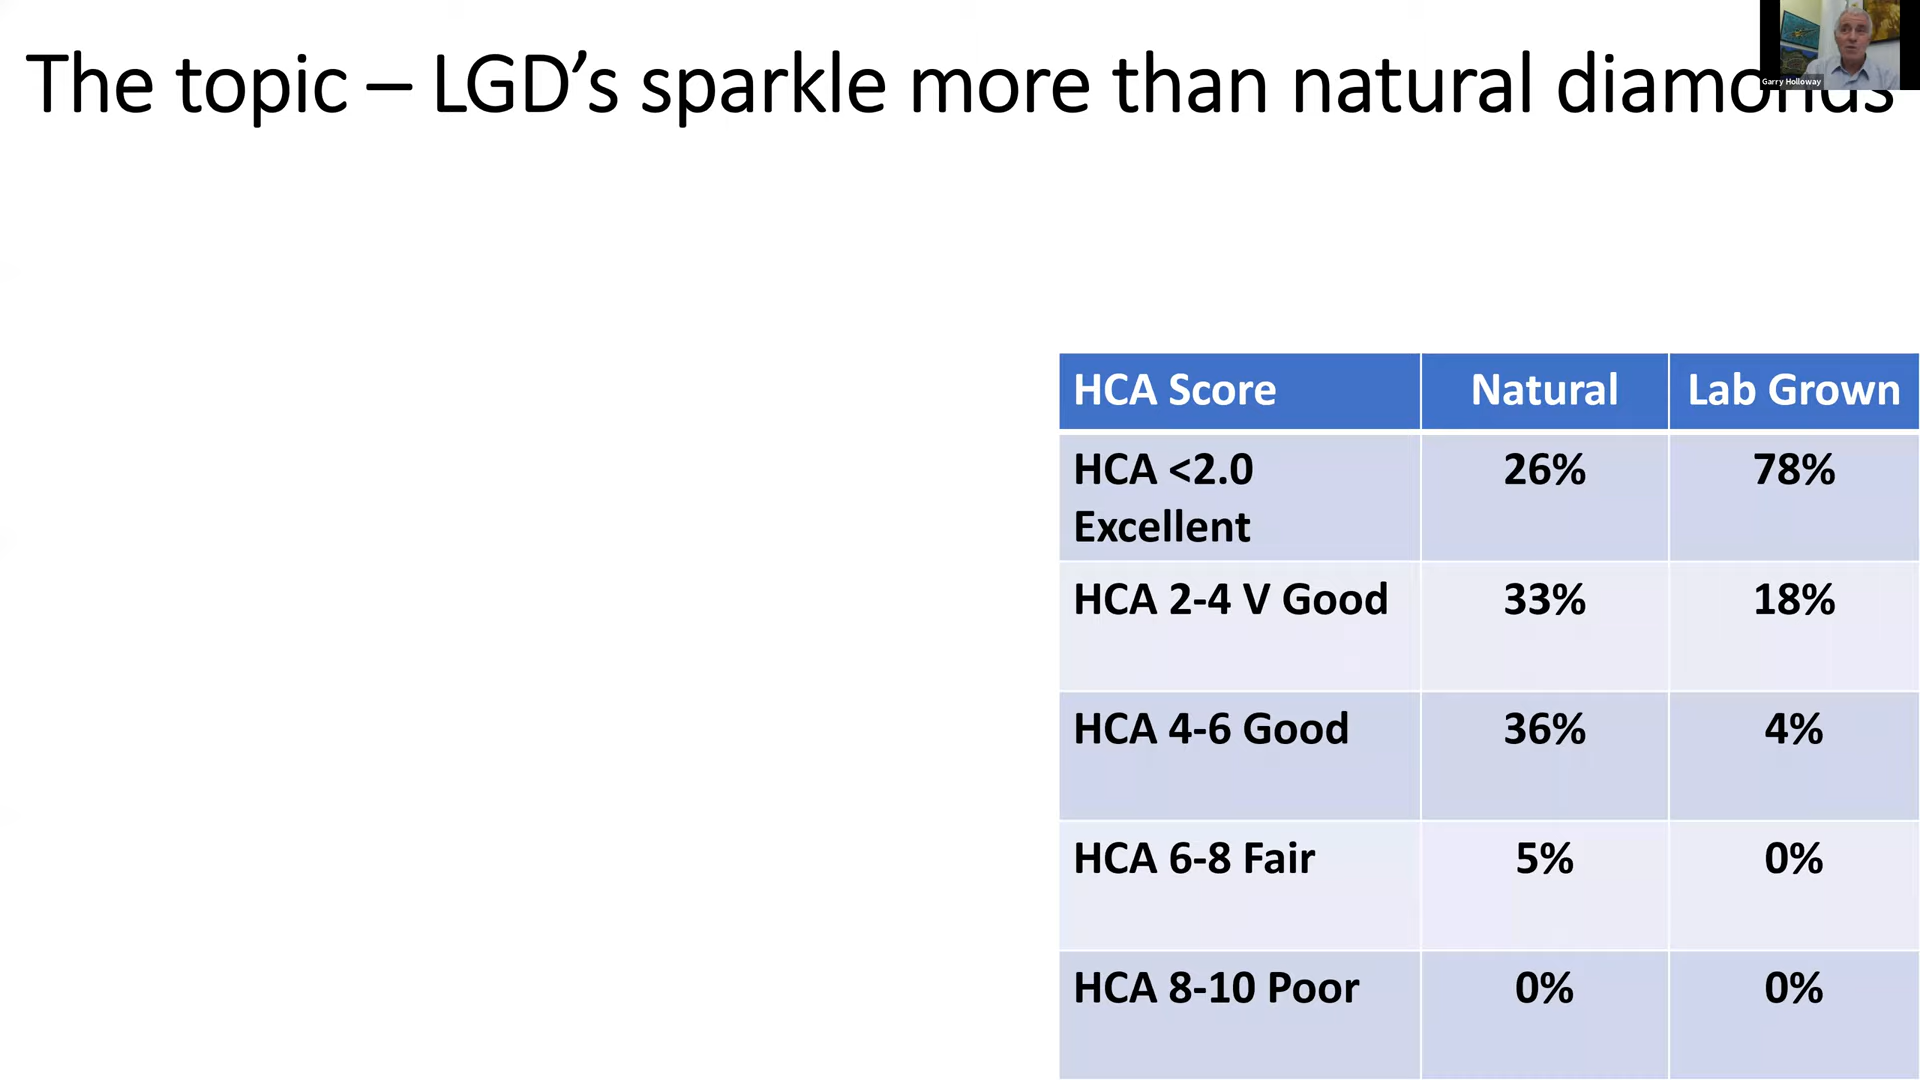 The topic – LGD’s sparkle more than natural diamonds
Garry Holloway
HCA Score Natural Lab Grown
HCA <2.0 26% 78%
Excellent
HCA 2-4 V Good 33% 18%
HCA 4-6 Good 36% 4%
HCA 6-8 Fair 5% 0%
HCA 8-10 Poor 0% 0%